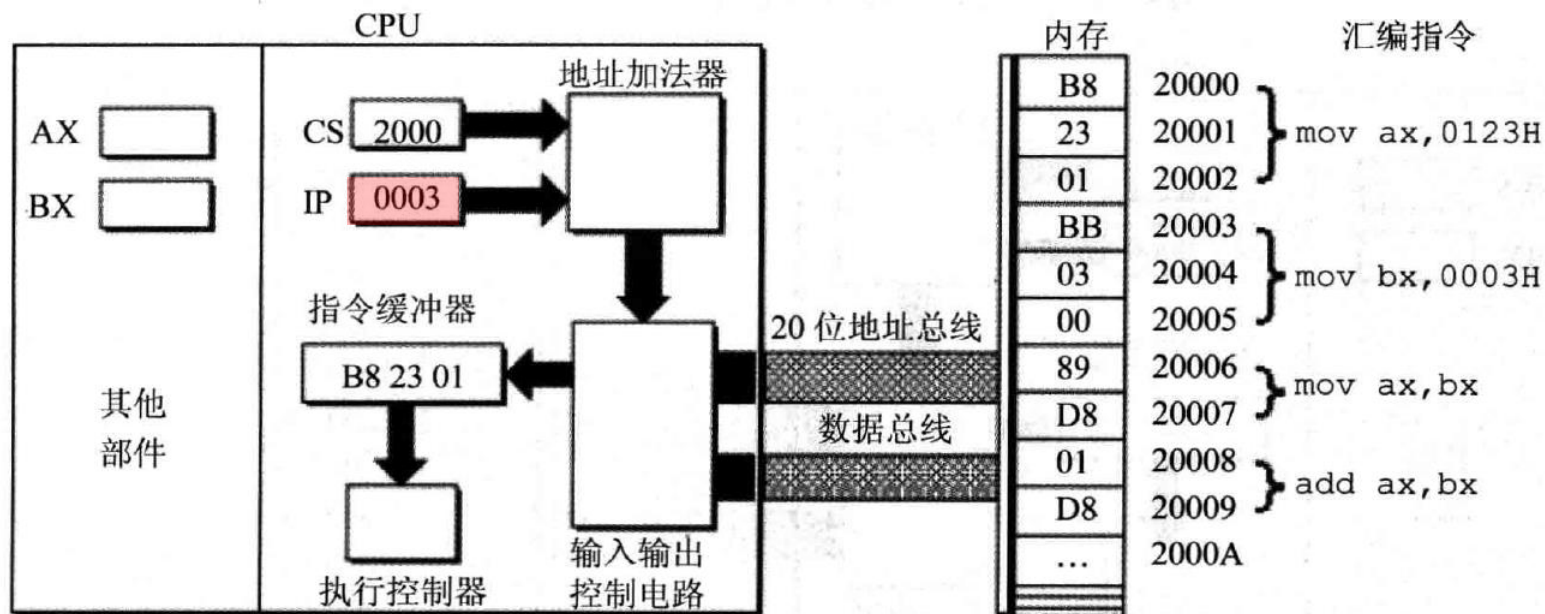 CPU
内存 汇编指令
地址加法器
AX
BX
其他
部件
CS 2000
IP 0003
指令缓冲器
B8 23 01
执行控制器
输入输出
控制电路
20 位地址总线
数据总线
B8 20000
23 20001 mov ax,0123H
01 20002
BB 20003
03 20004 mov bx,0003H
00 20005
89 20006
mov ax,bx
D8 20007
01 20008
add ax,bx
D8 20009
… 2000A